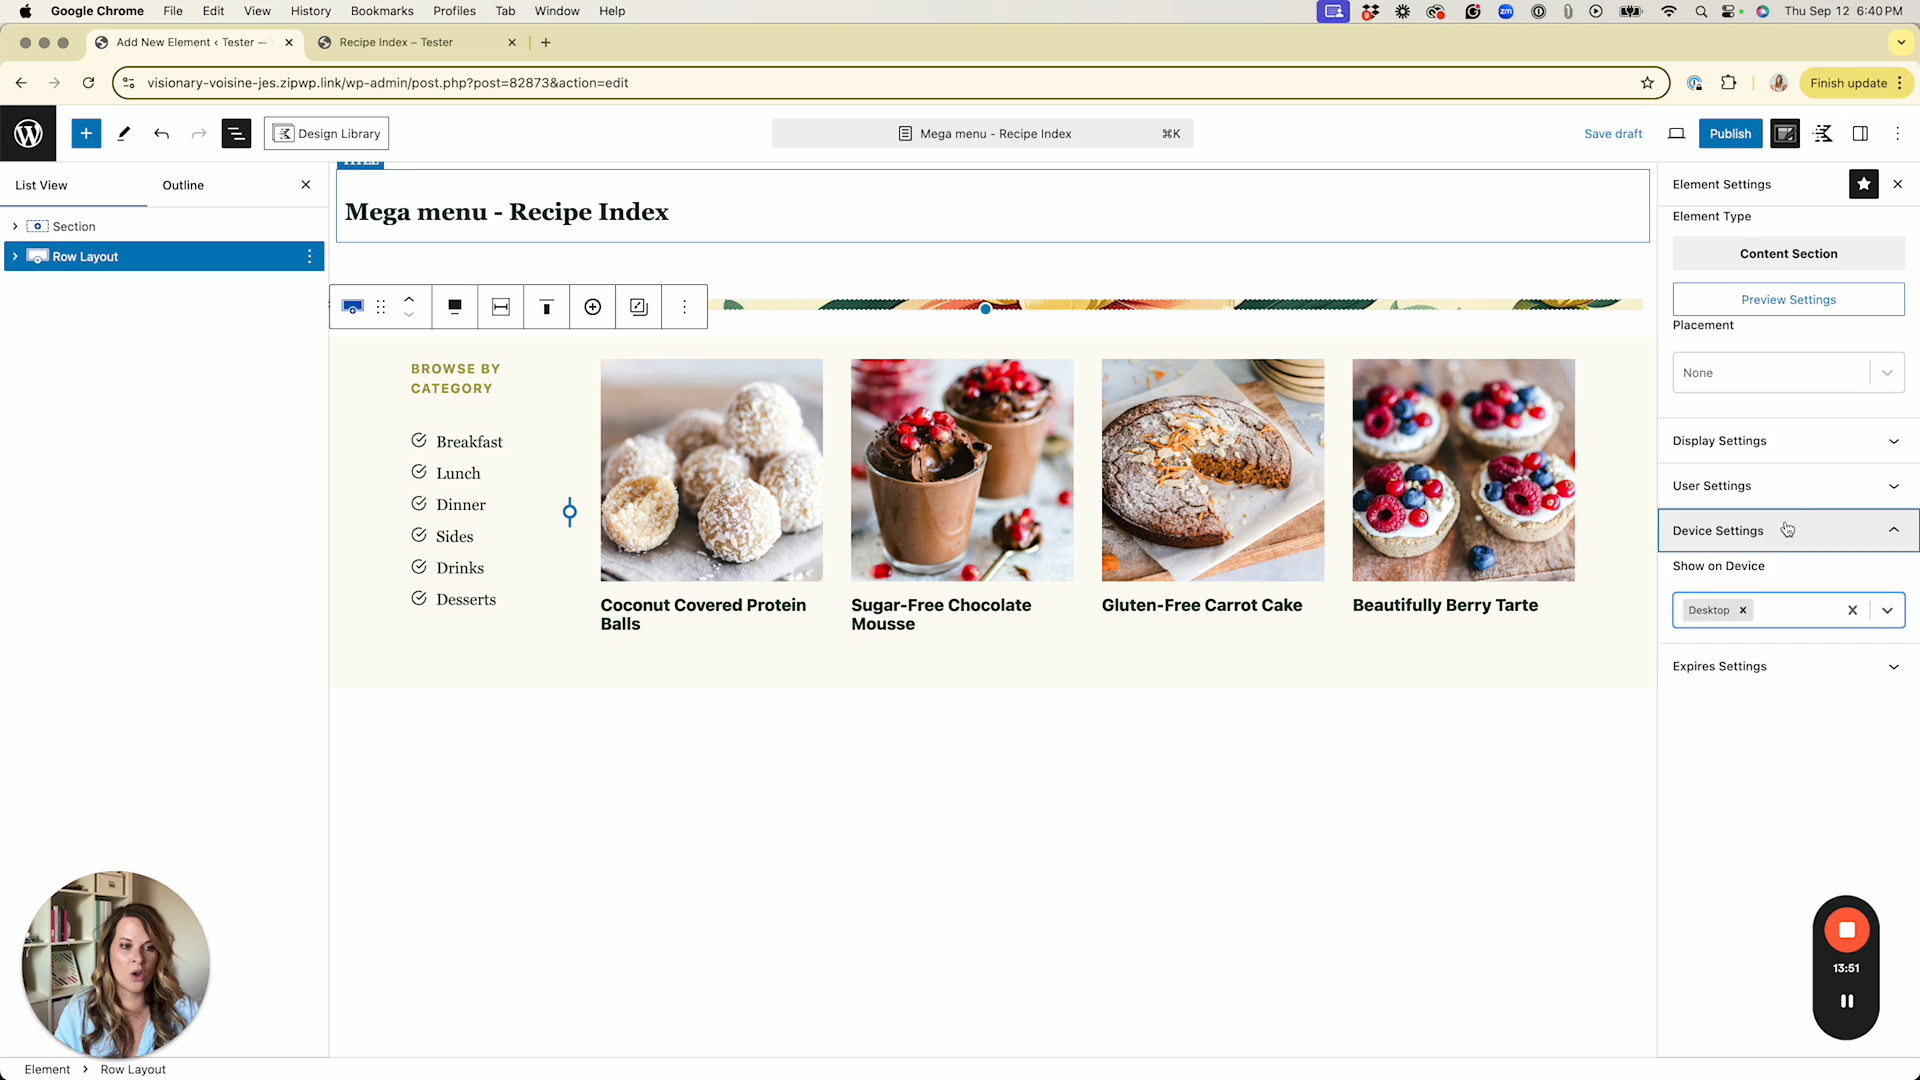 Google Chrome File Edit View History Bookmarks Profiles Tab Window Help
Thu Sep 12 6:40 PM
Add New Element ‹ Tester —
Recipe Index – Tester
visionary-voisine-jes.zipwp.link/wp-admin/post.php?post=82873&action=edit
Finish update
Design Library
Mega menu - Recipe Index
⌘K
Save draft
Publish
List View
Outline
Section
Row Layout
Mega menu - Recipe Index
BROWSE BY
CATEGORY
Breakfast
Lunch
Dinner
Sides
Drinks
Desserts
Coconut Covered Protein
Balls
Sugar-Free Chocolate
Mousse
Gluten-Free Carrot Cake
Beautifully Berry Tarte
Element Settings
Element Type
Content Section
Preview Settings
Placement
None
Display Settings
User Settings
Device Settings
Show on Device
Desktop
Expires Settings
13:51
Element › Row Layout